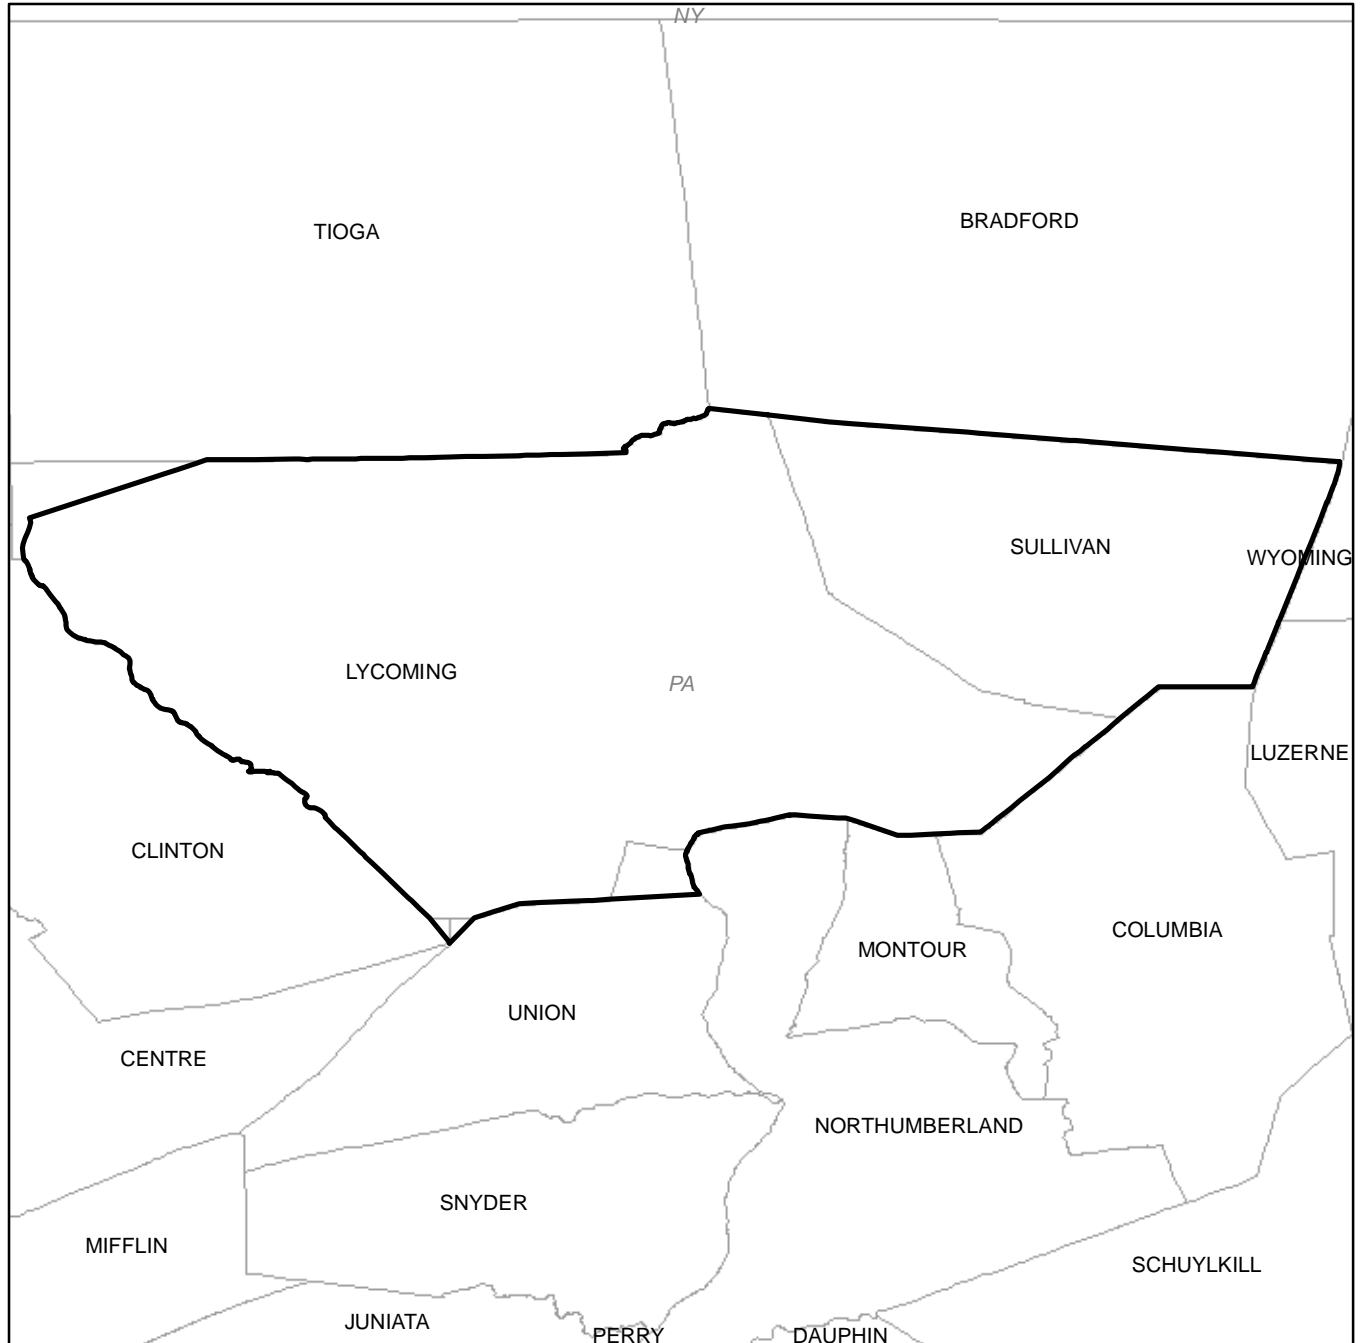 NY
TIOGA
BRADFORD
SULLIVAN
WYOMING
LYCOMING
PA
LUZERNE
CLINTON
COLUMBIA
MONTOUR
UNION
CENTRE
NORTHUMBERLAND
SNYDER
MIFFLIN
SCHUYLKILL
JUNIATA
PERRY
DAUPHIN